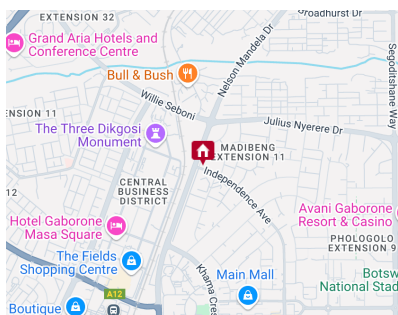 EXTENSION 32
Broadhurst Dr
Grand Aria Hotels and
Conference Centre
Nelson Mandela Dr
Segoditshane Way
Bull & Bush
Willie Seboni
ENSION 11
Julius Nyerere Dr
The Three Dikgosi
Monument
MADIBENG
EXTENSION 11
CENTRAL
BUSINESS
DISTRICT
Independence Ave
Avani Gaborone
Resort & Casino
Hotel Gaborone
Masa Square
PHOLOGOLO
EXTENSION 9
The Fields
Shopping Centre
Khama Cres
Main Mall
Botsw
National Stad
A12
Boutique